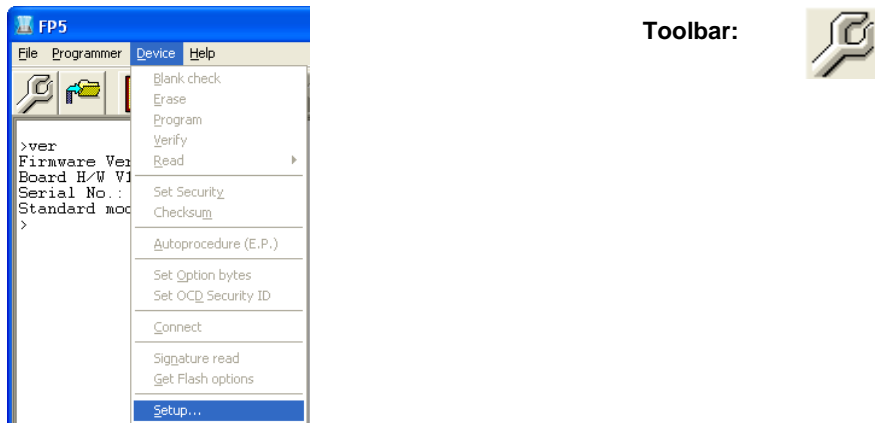 FP5
File Programmer Device Help
Toolbar:
Blank check
Erase
Program
Verify
Read
>ver
Firmware Ver
Board H/W V1
Serial No.:
Standard mod
>
Set Security
Checksum
Autoprocedure (E.P.)
Set Option bytes
Set OCD Security ID
Connect
Signature read
Get Flash options
Setup...